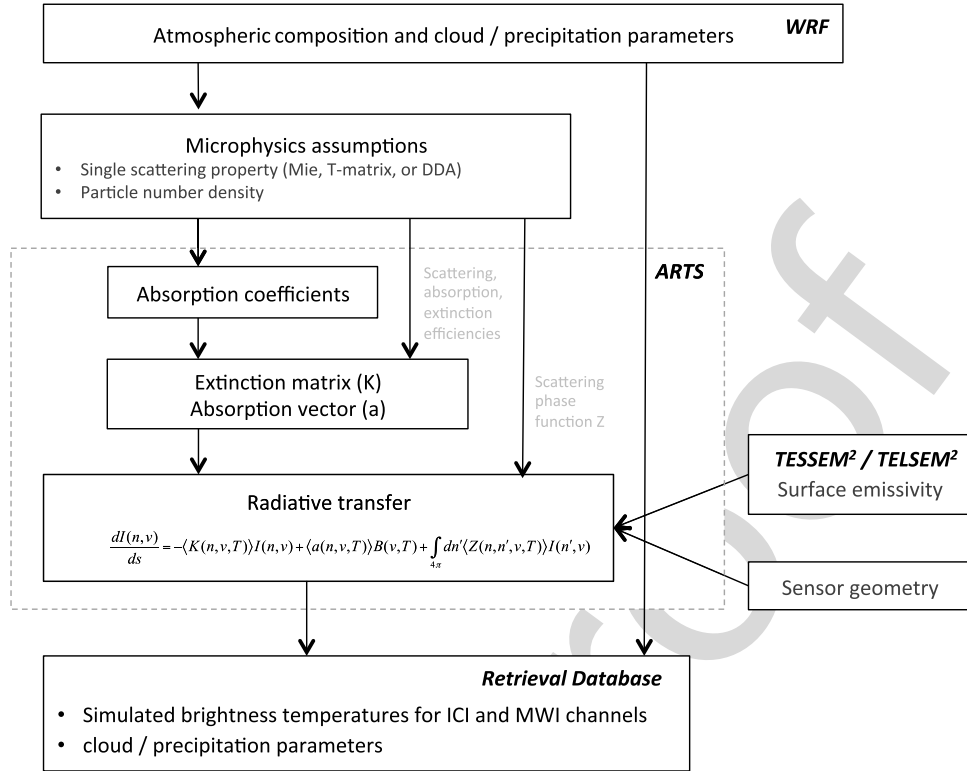 WRF
Atmospheric composition and cloud / precipitation parameters
Microphysics assumptions
• Single scattering property (Mie, T-matrix, or DDA)
• Particle number density
ARTS
Absorption coefficients
Scattering,
absorption,
extinction
efficiencies
Extinction matrix (K)
Absorption vector (a)
Scattering
phase
function Z
TESSEM² / TELSEM²
Surface emissivity
Radiative transfer
dI(n,v)/ds = −⟨K(n,v,T)⟩I(n,v) + ⟨a(n,v,T)⟩B(v,T) + ∫4π dn′⟨Z(n,n′,v,T)⟩I(n′,v)
Sensor geometry
Retrieval Database
• Simulated brightness temperatures for ICI and MWI channels
• cloud / precipitation parameters